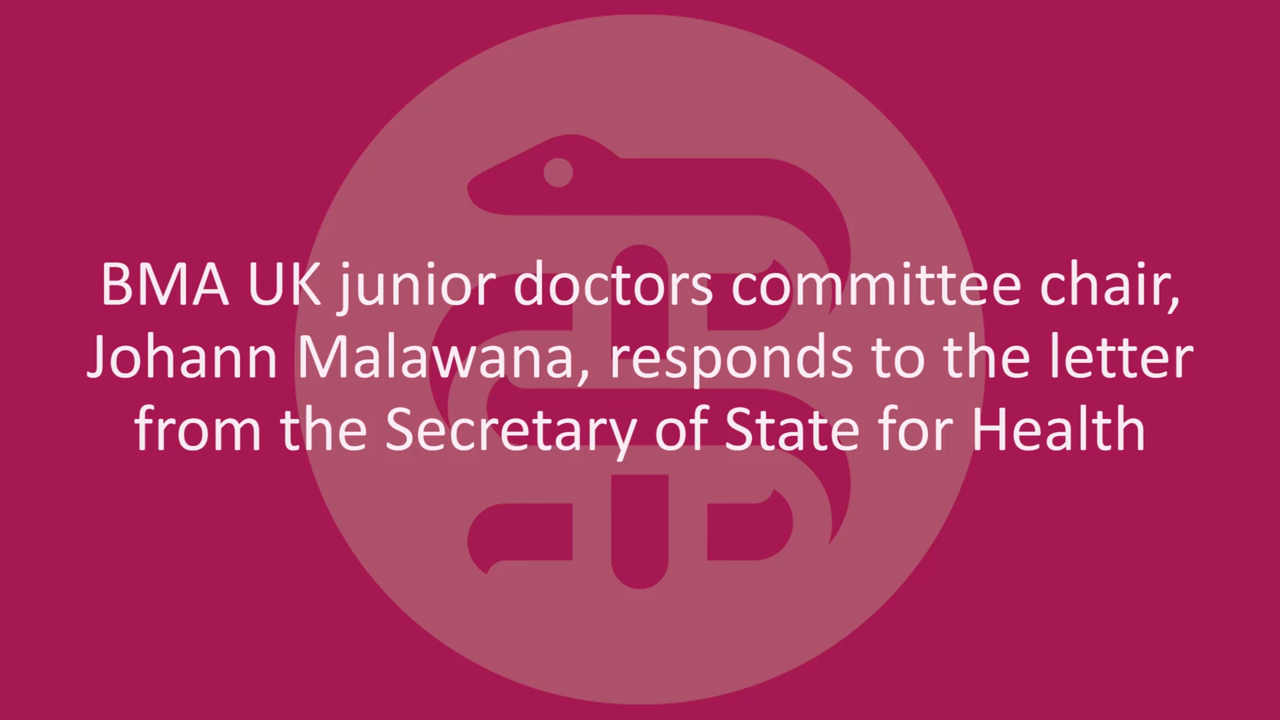 BMA UK junior doctors committee chair,
Johann Malawana, responds to the letter
from the Secretary of State for Health